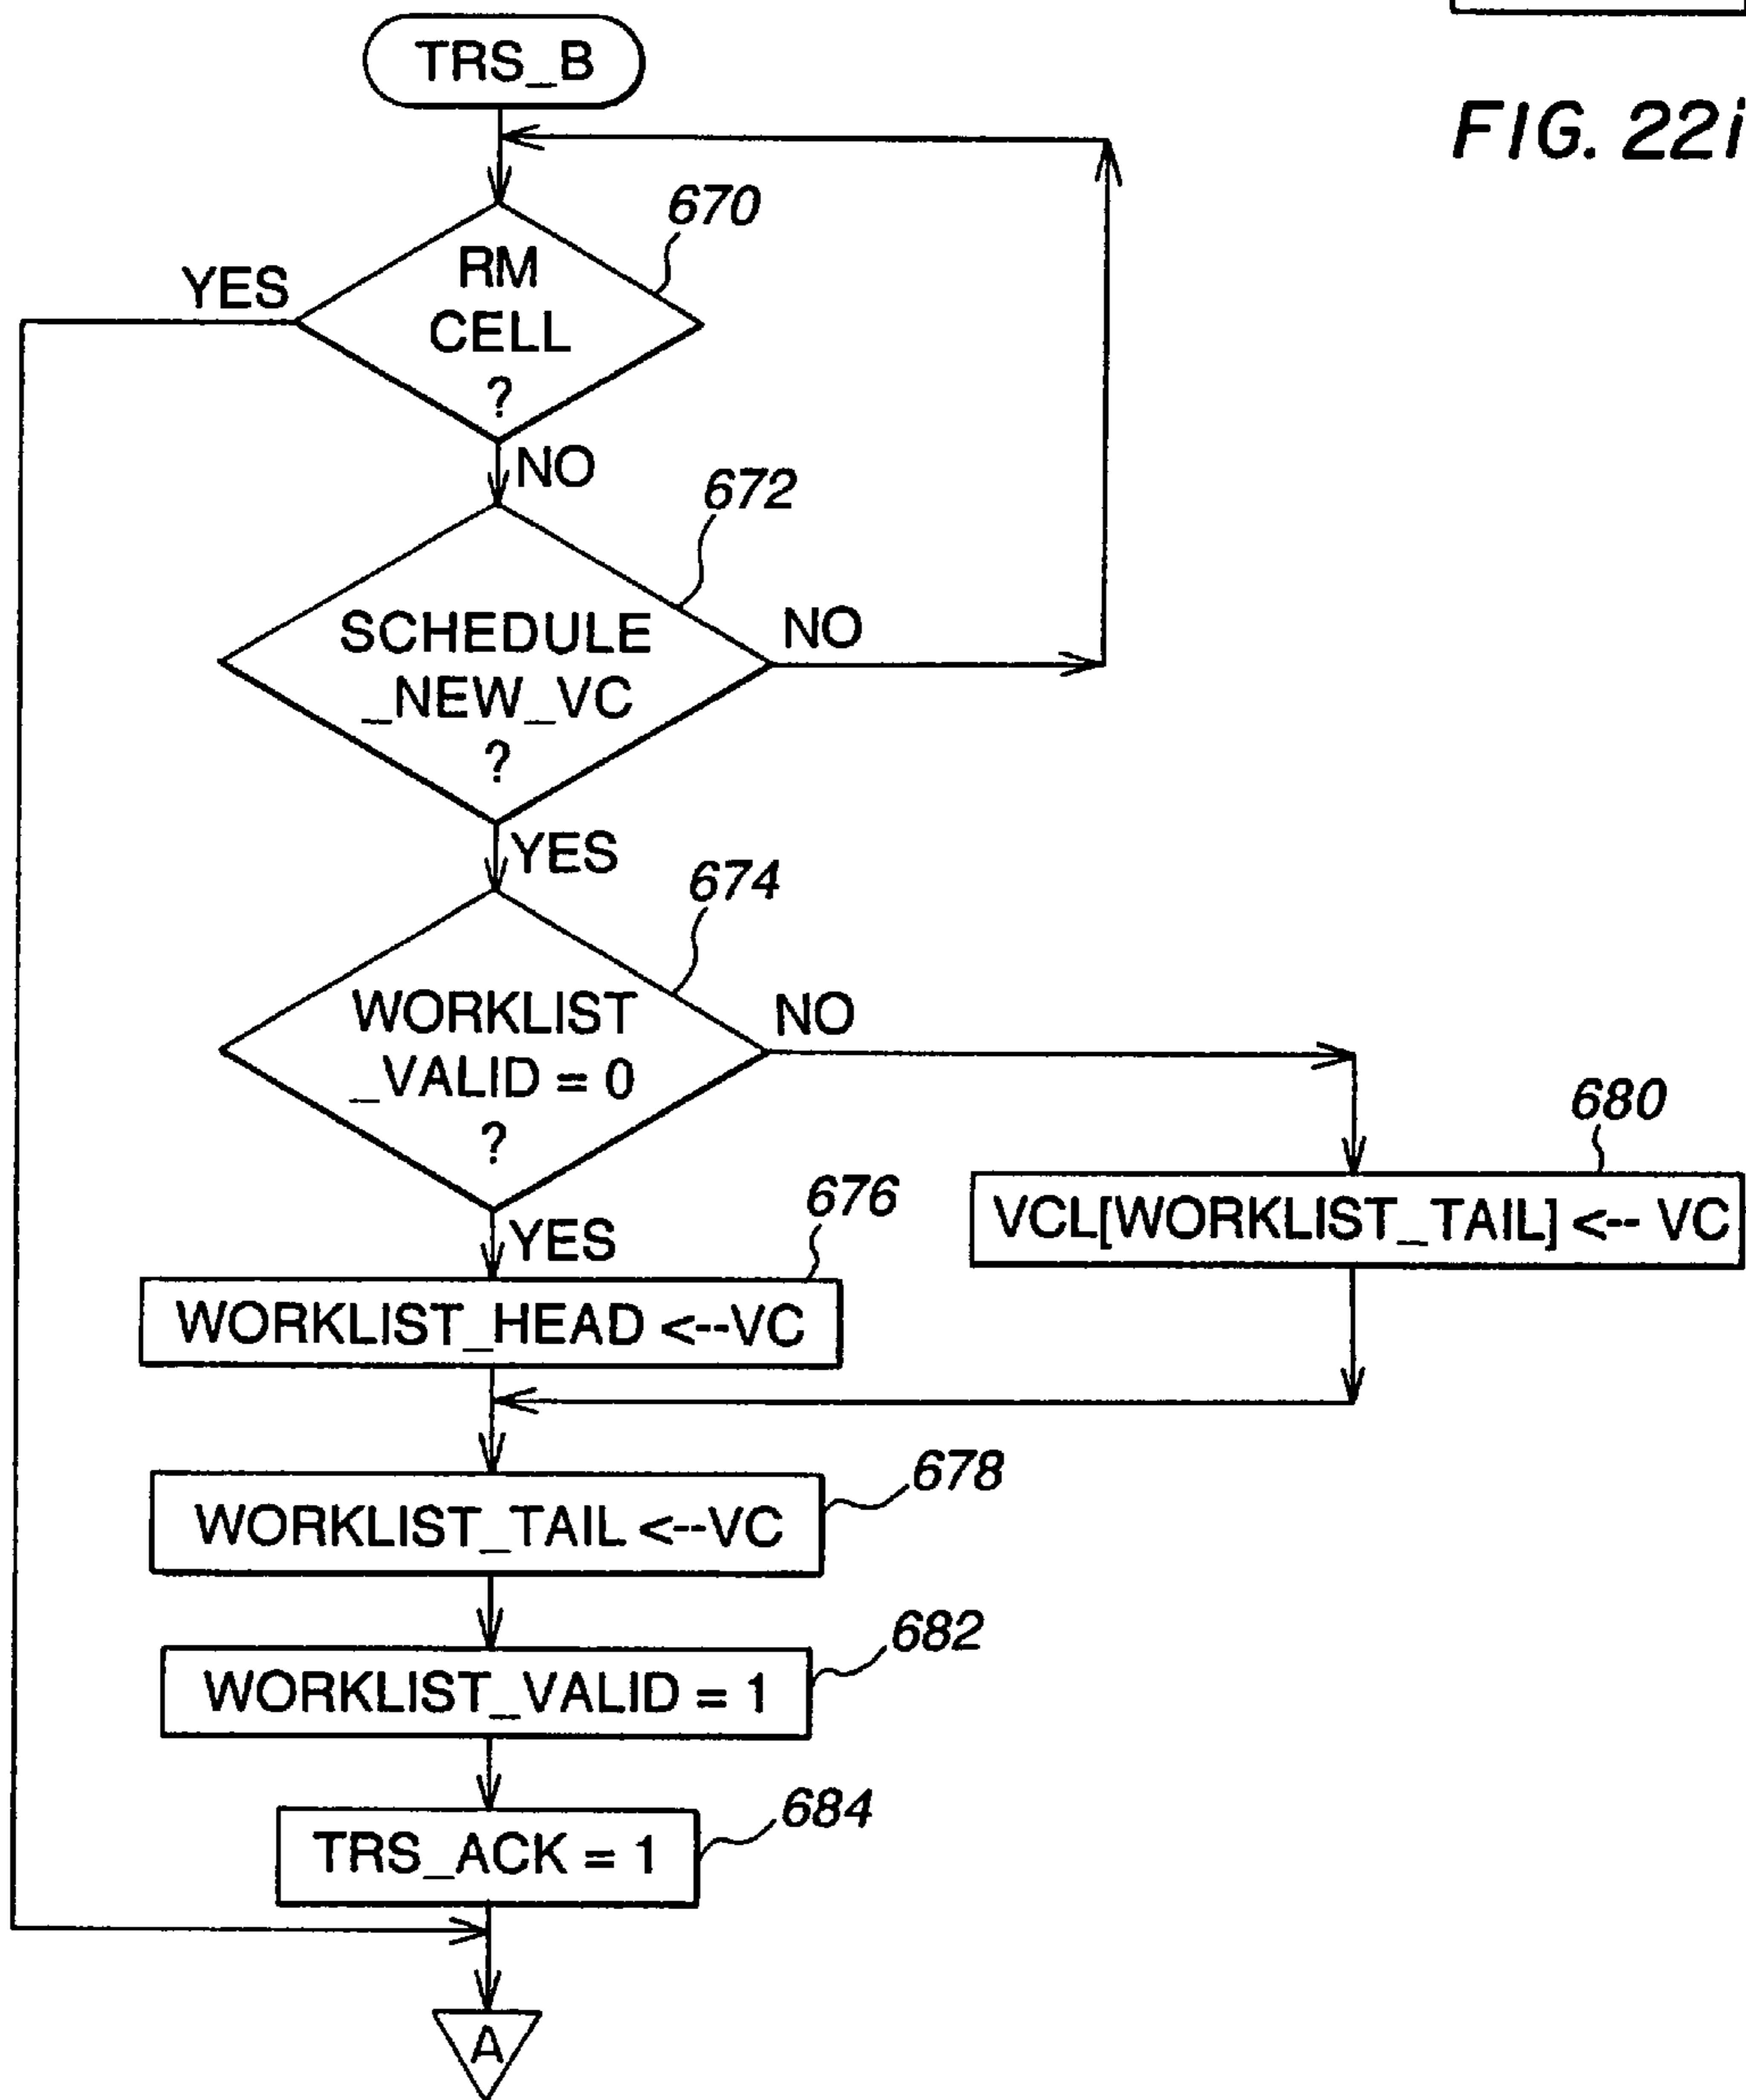 TRS_B
FIG. 22i
670
RM
CELL
?
YES
NO
672
SCHEDULE
_NEW_VC
?
NO
YES
674
WORKLIST
_VALID = 0
?
NO
YES
680
VCL[WORKLIST_TAIL] <-- VC
676
WORKLIST_HEAD <--VC
678
WORKLIST_TAIL <--VC
682
WORKLIST_VALID = 1
684
TRS_ACK = 1
A